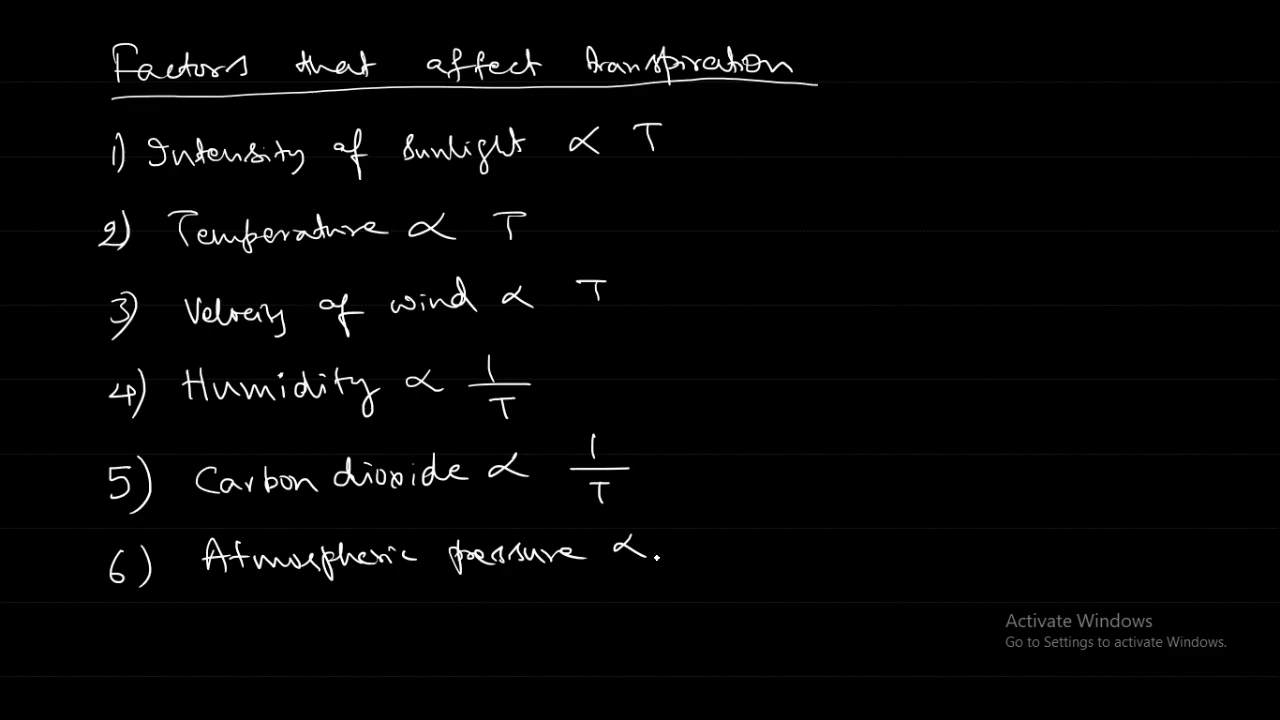 Factors that affect transpiration
1) Intensity of sunlight ∝ T
2) Temperature ∝ T
3) Velocity of wind ∝ T
4) Humidity ∝ 1/T
5) Carbon dioxide ∝ 1/T
6) Atmospheric pressure ∝
Activate Windows
Go to Settings to activate Windows.